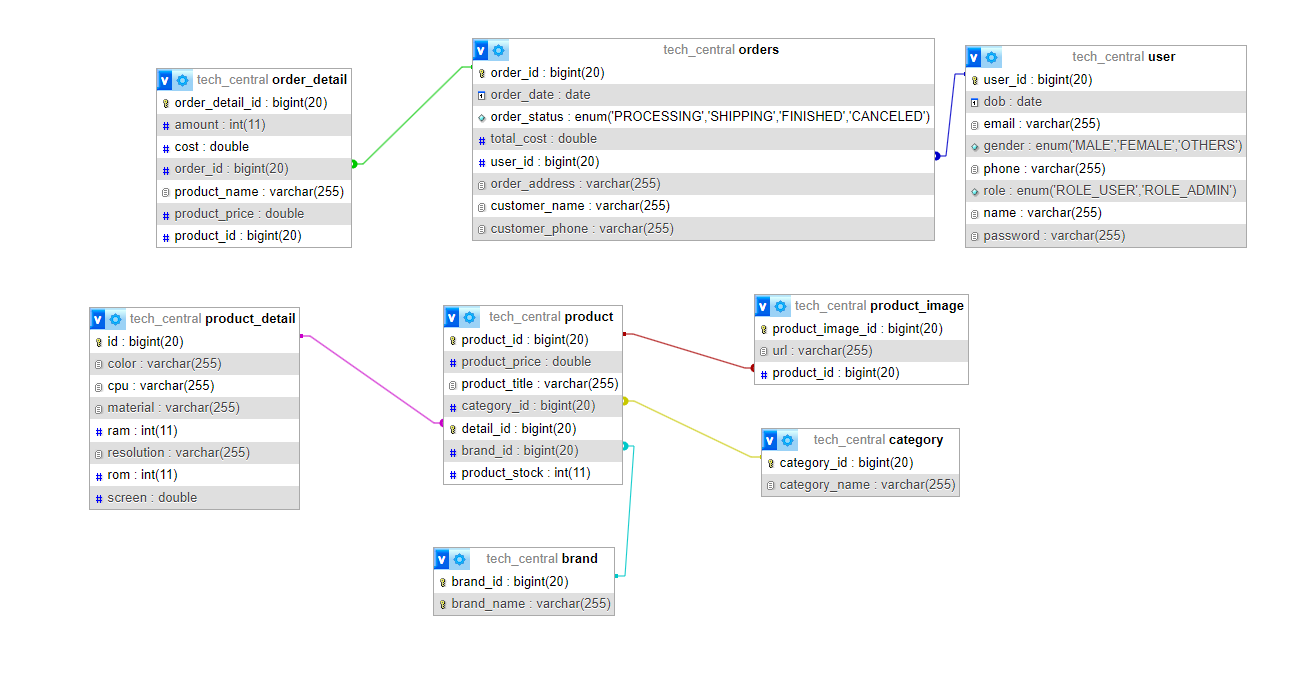 tech_central order_detail
order_detail_id : bigint(20)
amount : int(11)
cost : double
order_id : bigint(20)
product_name : varchar(255)
product_price : double
product_id : bigint(20)
tech_central orders
order_id : bigint(20)
order_date : date
order_status : enum('PROCESSING','SHIPPING','FINISHED','CANCELED')
total_cost : double
user_id : bigint(20)
order_address : varchar(255)
customer_name : varchar(255)
customer_phone : varchar(255)
tech_central user
user_id : bigint(20)
dob : date
email : varchar(255)
gender : enum('MALE','FEMALE','OTHERS')
phone : varchar(255)
role : enum('ROLE_USER','ROLE_ADMIN')
name : varchar(255)
password : varchar(255)
tech_central product_detail
id : bigint(20)
color : varchar(255)
cpu : varchar(255)
material : varchar(255)
ram : int(11)
resolution : varchar(255)
rom : int(11)
screen : double
tech_central product
product_id : bigint(20)
product_price : double
product_title : varchar(255)
category_id : bigint(20)
detail_id : bigint(20)
brand_id : bigint(20)
product_stock : int(11)
tech_central product_image
product_image_id : bigint(20)
url : varchar(255)
product_id : bigint(20)
tech_central category
category_id : bigint(20)
category_name : varchar(255)
tech_central brand
brand_id : bigint(20)
brand_name : varchar(255)